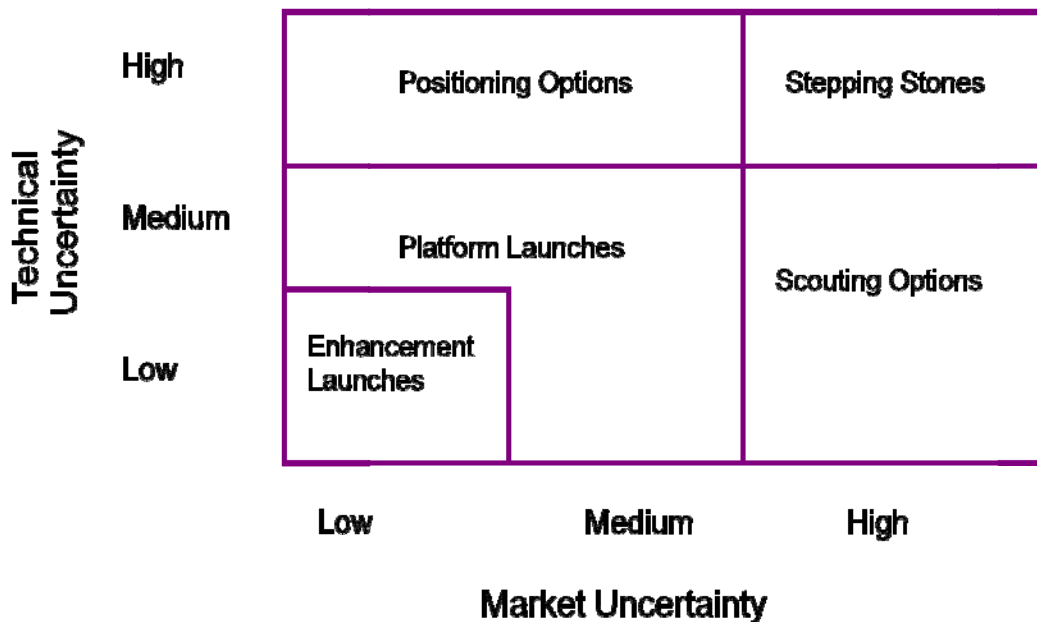 High
Positioning Options
Stepping Stones
Technical
Uncertainty
Medium
Platform Launches
Scouting Options
Enhancement
Launches
Low
Low
Medium
High
Market Uncertainty